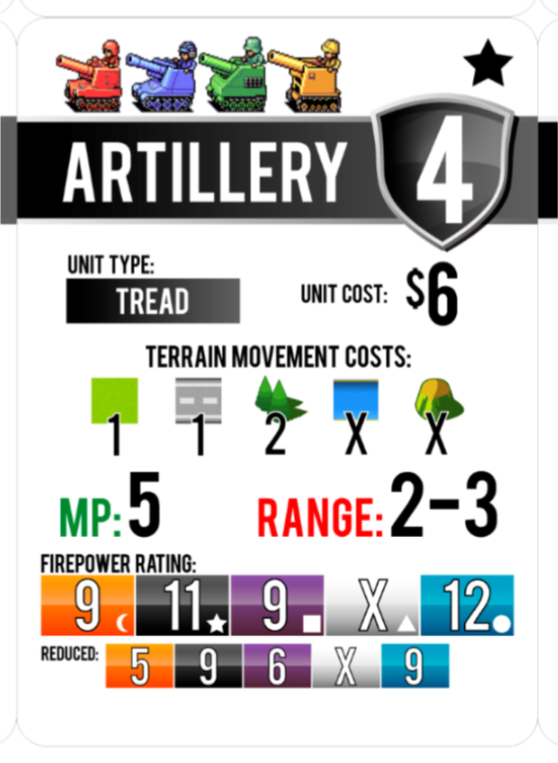 ARTILLERY 4
UNIT TYPE:
TREAD
UNIT COST: $6
TERRAIN MOVEMENT COSTS:
1 1 2 X X
MP: 5 RANGE: 2-3
FIREPOWER RATING:
9 11 9 X 12
REDUCED: 5 9 6 X 9